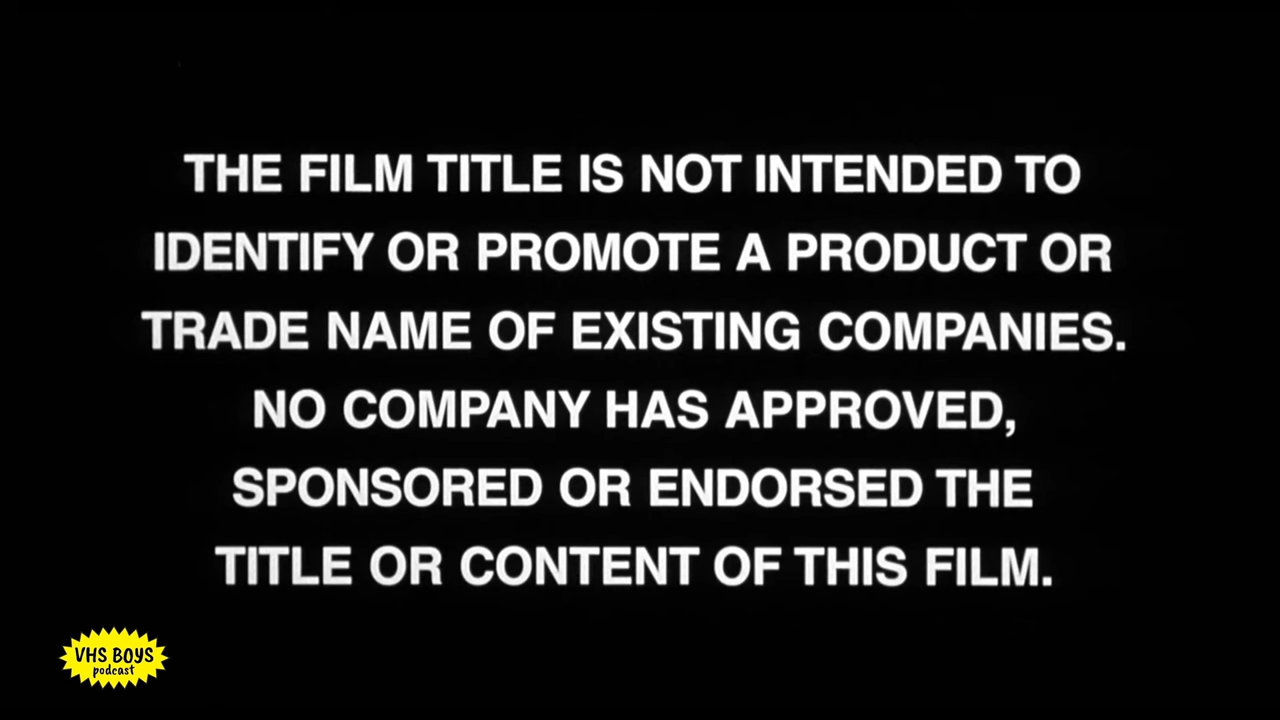 THE FILM TITLE IS NOT INTENDED TO
IDENTIFY OR PROMOTE A PRODUCT OR
TRADE NAME OF EXISTING COMPANIES.
NO COMPANY HAS APPROVED,
SPONSORED OR ENDORSED THE
TITLE OR CONTENT OF THIS FILM.
VHS BOYS
podcast